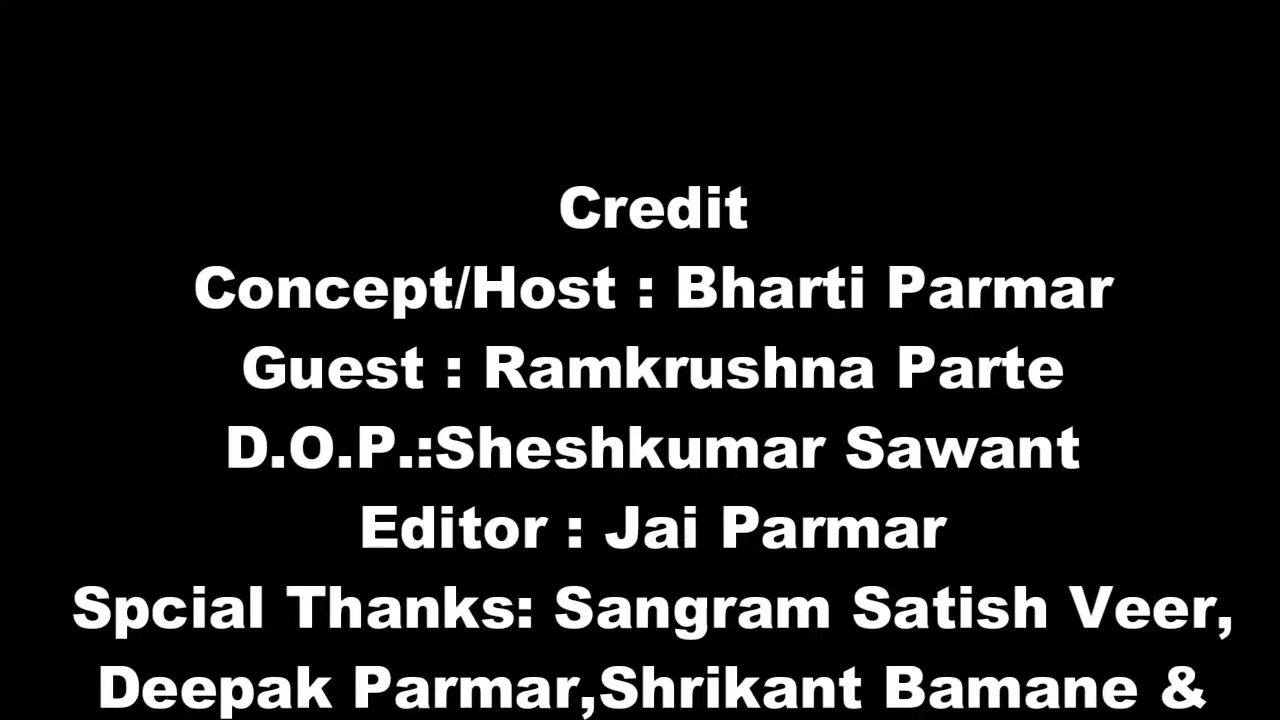 Credit
Concept/Host : Bharti Parmar
Guest : Ramkrushna Parte
D.O.P.:Sheshkumar Sawant
Editor : Jai Parmar
Spcial Thanks: Sangram Satish Veer,
Deepak Parmar,Shrikant Bamane &